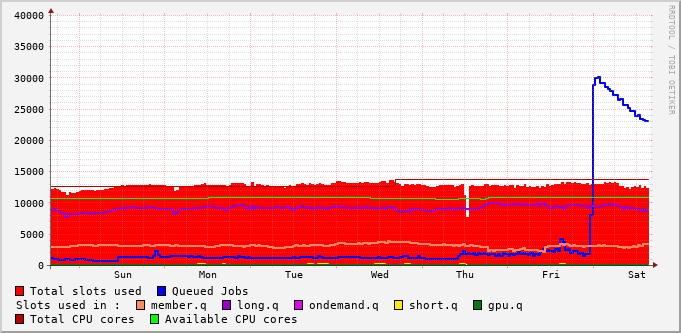 40000
35000
30000
25000
20000
15000
10000
5000
0
Sun Mon Tue Wed Thu Fri Sat
RRDTOOL / TOBI OETIKER
Total slots used Queued Jobs
Slots used in : member.q long.q ondemand.q short.q gpu.q
Total CPU cores Available CPU cores